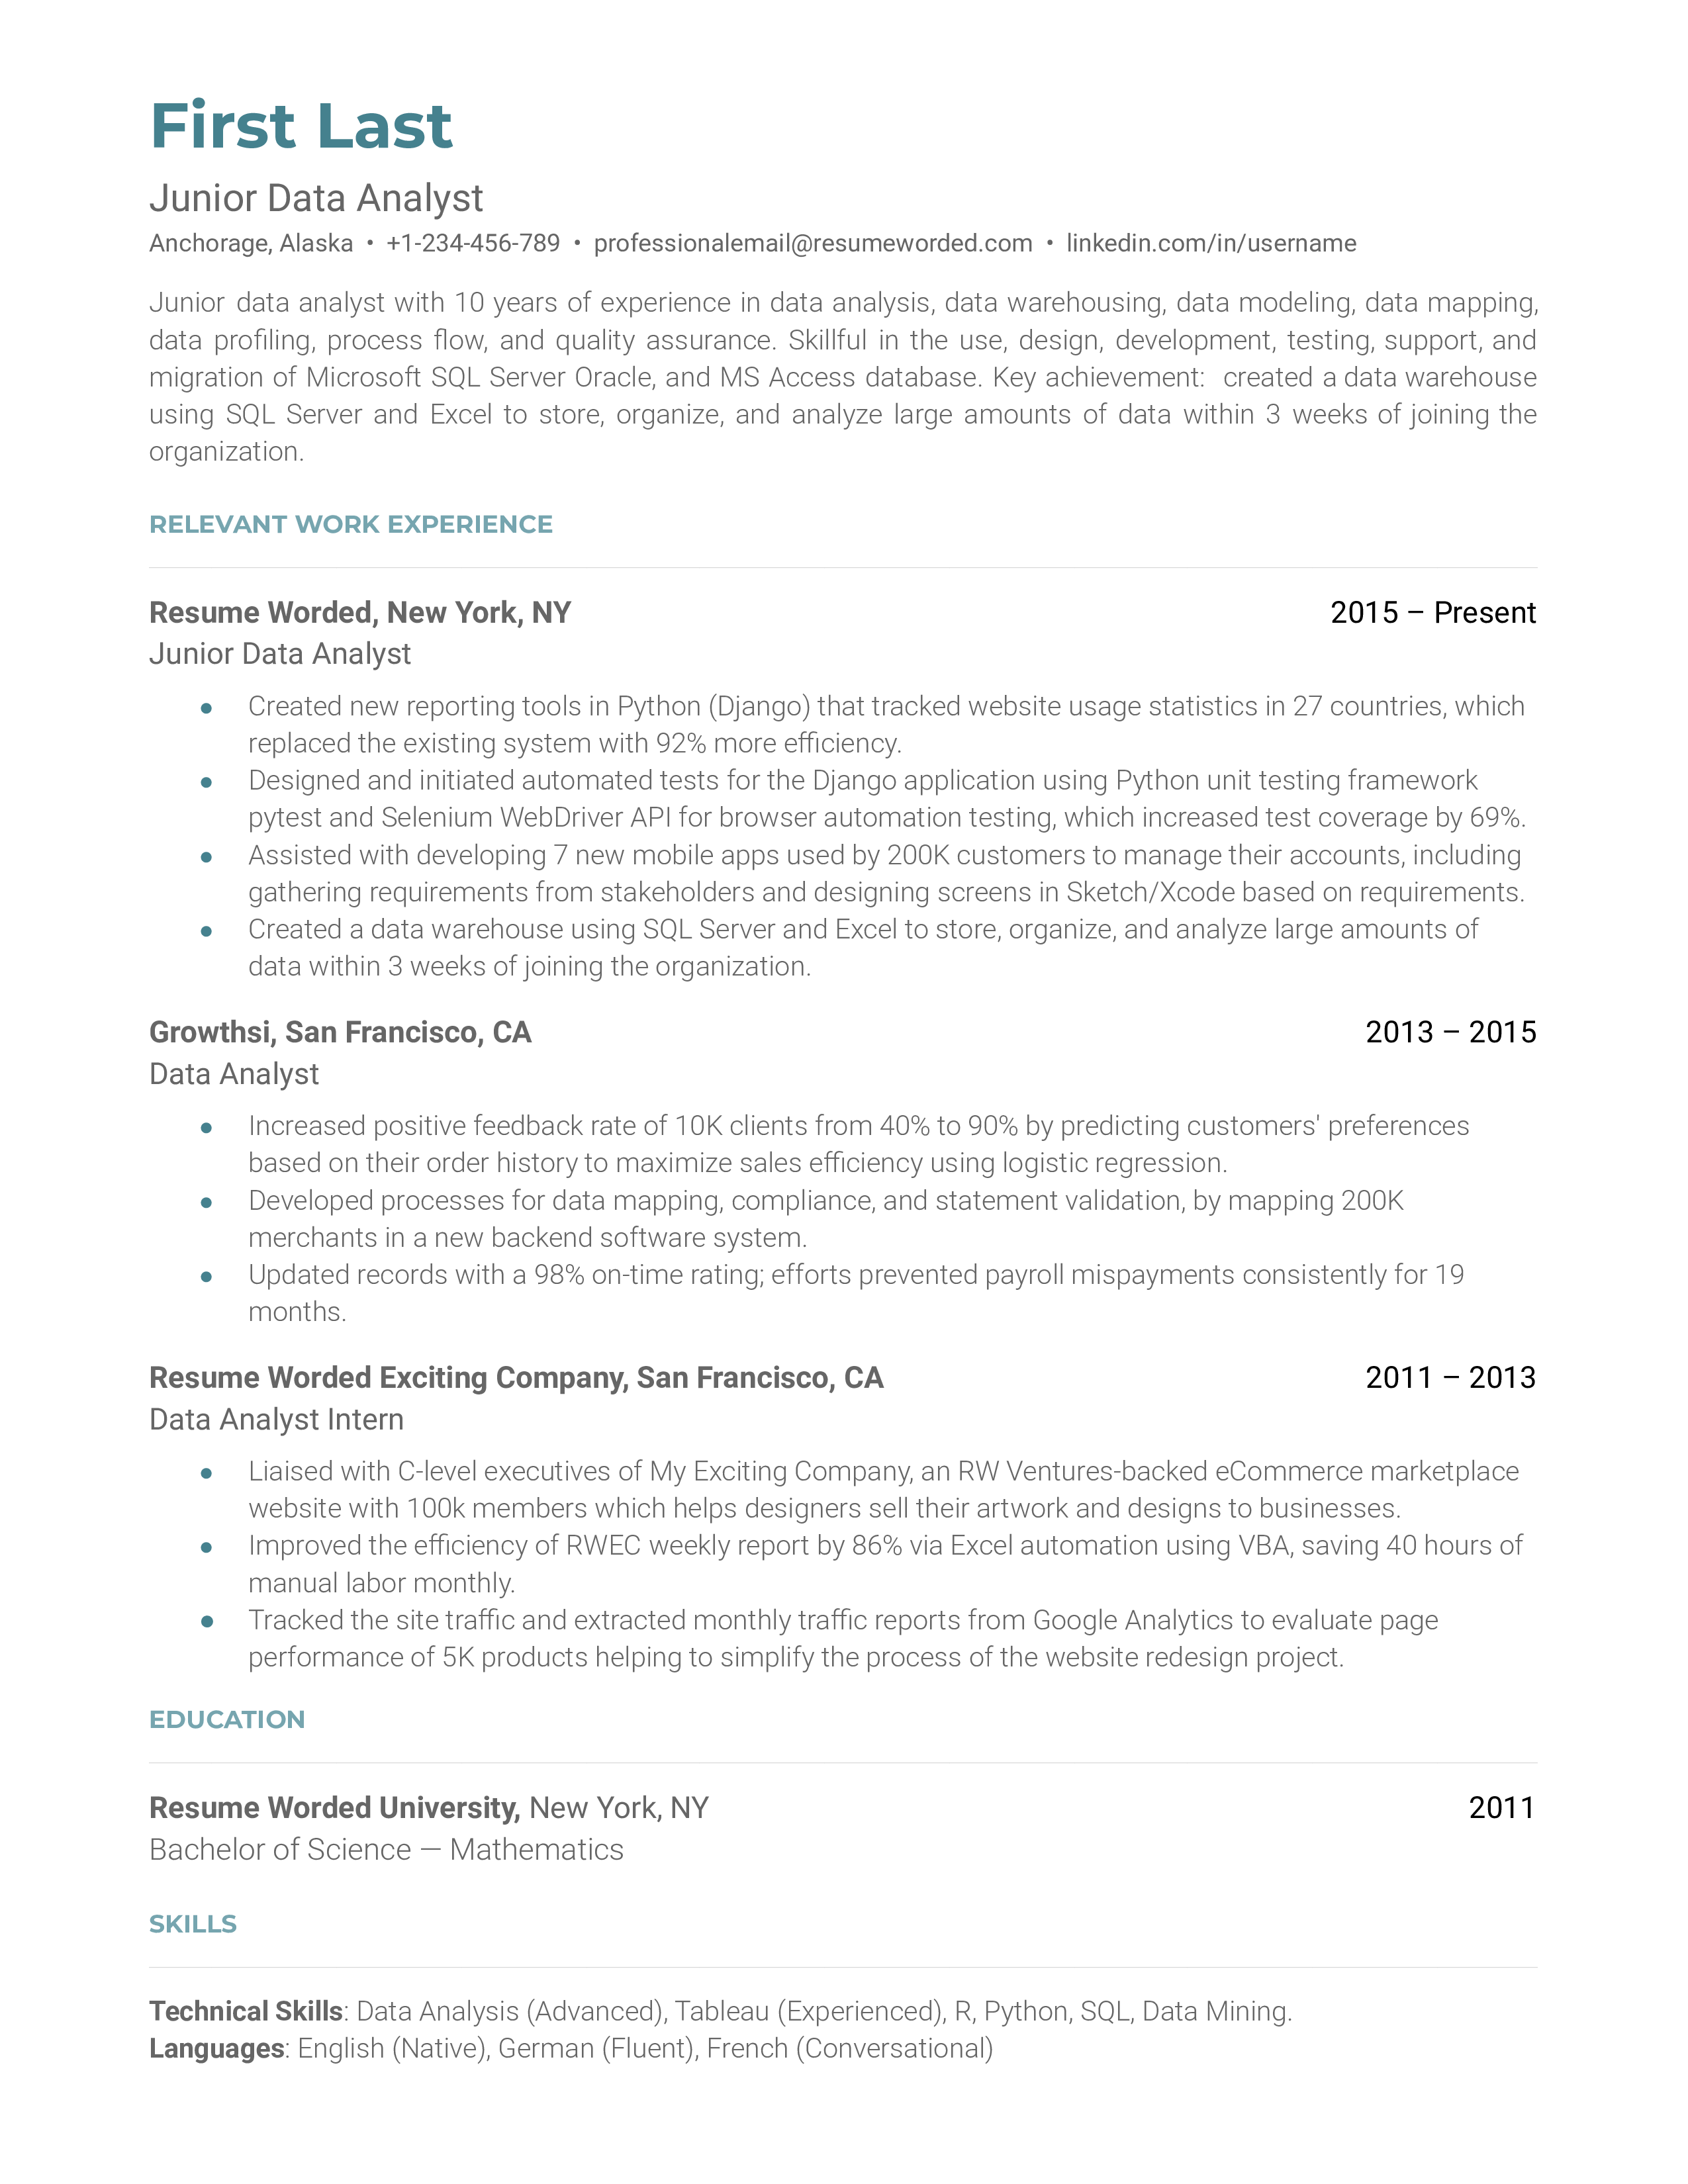 First Last
Junior Data Analyst
Anchorage, Alaska • +1-234-456-789 • professionalemail@resumeworded.com • linkedin.com/in/username
Junior data analyst with 10 years of experience in data analysis, data warehousing, data modeling, data mapping,
data profiling, process flow, and quality assurance. Skillful in the use, design, development, testing, support, and
migration of Microsoft SQL Server Oracle, and MS Access database. Key achievement: created a data warehouse
using SQL Server and Excel to store, organize, and analyze large amounts of data within 3 weeks of joining the
organization.
RELEVANT WORK EXPERIENCE
Resume Worded, New York, NY 2015 – Present
Junior Data Analyst
• Created new reporting tools in Python (Django) that tracked website usage statistics in 27 countries, which
replaced the existing system with 92% more efficiency.
• Designed and initiated automated tests for the Django application using Python unit testing framework
pytest and Selenium WebDriver API for browser automation testing, which increased test coverage by 69%.
• Assisted with developing 7 new mobile apps used by 200K customers to manage their accounts, including
gathering requirements from stakeholders and designing screens in Sketch/Xcode based on requirements.
• Created a data warehouse using SQL Server and Excel to store, organize, and analyze large amounts of
data within 3 weeks of joining the organization.
Growthsi, San Francisco, CA 2013 – 2015
Data Analyst
• Increased positive feedback rate of 10K clients from 40% to 90% by predicting customers' preferences
based on their order history to maximize sales efficiency using logistic regression.
• Developed processes for data mapping, compliance, and statement validation, by mapping 200K
merchants in a new backend software system.
• Updated records with a 98% on-time rating; efforts prevented payroll mispayments consistently for 19
months.
Resume Worded Exciting Company, San Francisco, CA 2011 – 2013
Data Analyst Intern
• Liaised with C-level executives of My Exciting Company, an RW Ventures-backed eCommerce marketplace
website with 100k members which helps designers sell their artwork and designs to businesses.
• Improved the efficiency of RWEC weekly report by 86% via Excel automation using VBA, saving 40 hours of
manual labor monthly.
• Tracked the site traffic and extracted monthly traffic reports from Google Analytics to evaluate page
performance of 5K products helping to simplify the process of the website redesign project.
EDUCATION
Resume Worded University, New York, NY 2011
Bachelor of Science — Mathematics
SKILLS
Technical Skills: Data Analysis (Advanced), Tableau (Experienced), R, Python, SQL, Data Mining.
Languages: English (Native), German (Fluent), French (Conversational)